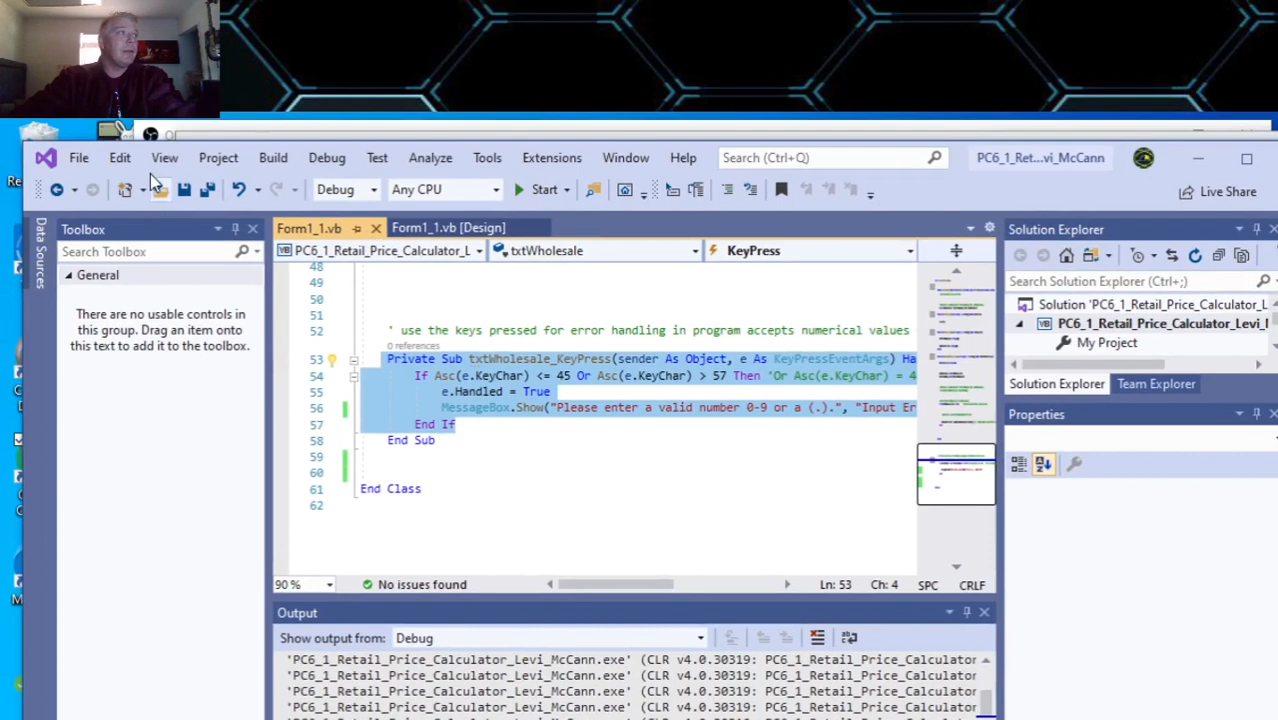 Re
File Edit View Project Build Debug Test Analyze Tools Extensions Window Help Search (Ctrl+Q) PC6_1_Ret...vi_McCann
Debug Any CPU Start Live Share
Data Sources
Toolbox
Search Toolbox
General
There are no usable controls in
this group. Drag an item onto
this text to add it to the toolbox.
Form1_1.vb Form1_1.vb [Design]
PC6_1_Retail_Price_Calculator_L txtWholesale KeyPress
48
49
50
51
52 ' use the keys pressed for error handling in program accepts numerical values
0 references
53 Private Sub txtWholesale_KeyPress(sender As Object, e As KeyPressEventArgs) Ha
54 If Asc(e.KeyChar) <= 45 Or Asc(e.KeyChar) > 57 Then 'Or Asc(e.KeyChar) = 4
55 e.Handled = True
56 MessageBox.Show("Please enter a valid number 0-9 or a (.).", "Input Er
57 End If
58 End Sub
59
60
61 End Class
62
90 % No issues found Ln: 53 Ch: 4 SPC CRLF
Output
Show output from: Debug
'PC6_1_Retail_Price_Calculator_Levi_McCann.exe' (CLR v4.0.30319: PC6_1_Retail_Price_Calculator
'PC6_1_Retail_Price_Calculator_Levi_McCann.exe' (CLR v4.0.30319: PC6_1_Retail_Price_Calculator
'PC6_1_Retail_Price_Calculator_Levi_McCann.exe' (CLR v4.0.30319: PC6_1_Retail_Price_Calculator
'PC6_1_Retail_Price_Calculator_Levi_McCann.exe' (CLR v4.0.30319: PC6_1_Retail_Price_Calculator
Solution Explorer
Search Solution Explorer (Ctrl+;)
Solution 'PC6_1_Retail_Price_Calculator_L
PC6_1_Retail_Price_Calculator_Levi_
My Project
Solution Explorer Team Explorer
Properties